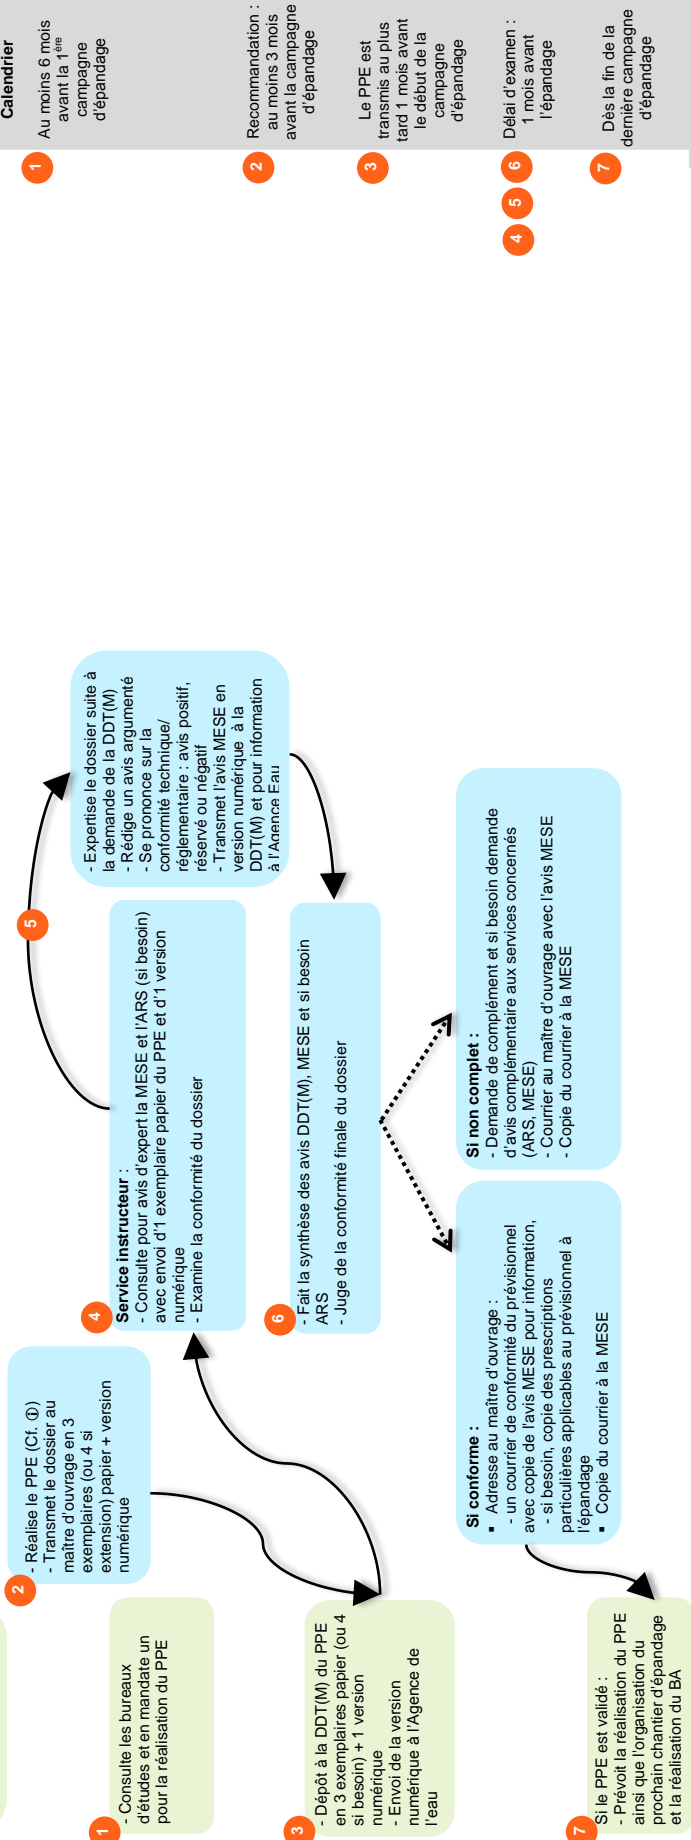 1
- Consulte les bureaux
d'études et en mandate un
pour la réalisation du PPE
2
- Réalise le PPE (Cf. ①)
- Transmet le dossier au
maître d'ouvrage en 3
exemplaires (ou 4 si
extension) papier + version
numérique
3
- Dépôt à la DDT(M) du PPE
en 3 exemplaires papier (ou 4
si besoin) + 1 version
numérique
- Envoi de la version
numérique à l'Agence de
l'eau
4
Service instructeur :
- Consulte pour avis d'expert la MESE et l'ARS (si besoin)
avec envoi d'1 exemplaire papier du PPE et d'1 version
numérique
- Examine la conformité du dossier
5
- Expertise le dossier suite à
la demande de la DDT(M)
- Rédige un avis argumenté
- Se prononce sur la
conformité technique/
réglementaire : avis positif,
réservé ou négatif
- Transmet l'avis MESE en
version numérique à la
DDT(M) et pour information
à l'Agence Eau
6
- Fait la synthèse des avis DDT(M), MESE et si besoin
ARS
- Juge de la conformité finale du dossier
Si conforme :
▪ Adresse au maître d'ouvrage :
- un courrier de conformité du prévisionnel
avec copie de l'avis MESE pour information,
- si besoin, copie des prescriptions
particulières applicables au prévisionnel à
l'épandage
▪ Copie du courrier à la MESE
Si non complet :
- Demande de complément et si besoin demande
d'avis complémentaire aux services concernés
(ARS, MESE)
- Courrier au maître d'ouvrage avec l'avis MESE
- Copie du courrier à la MESE
7
Si le PPE est validé :
- Prévoit la réalisation du PPE
ainsi que l'organisation du
prochain chantier d'épandage
et la réalisation du BA
Calendrier
1
Au moins 6 mois
avant la 1ère
campagne
d'épandage
2
Recommandation :
au moins 3 mois
avant la campagne
d'épandage
3
Le PPE est
transmis au plus
tard 1 mois avant
le début de la
campagne
d'épandage
4 5 6
Délai d'examen :
1 mois avant
l'épandage
7
Dès la fin de la
dernière campagne
d'épandage